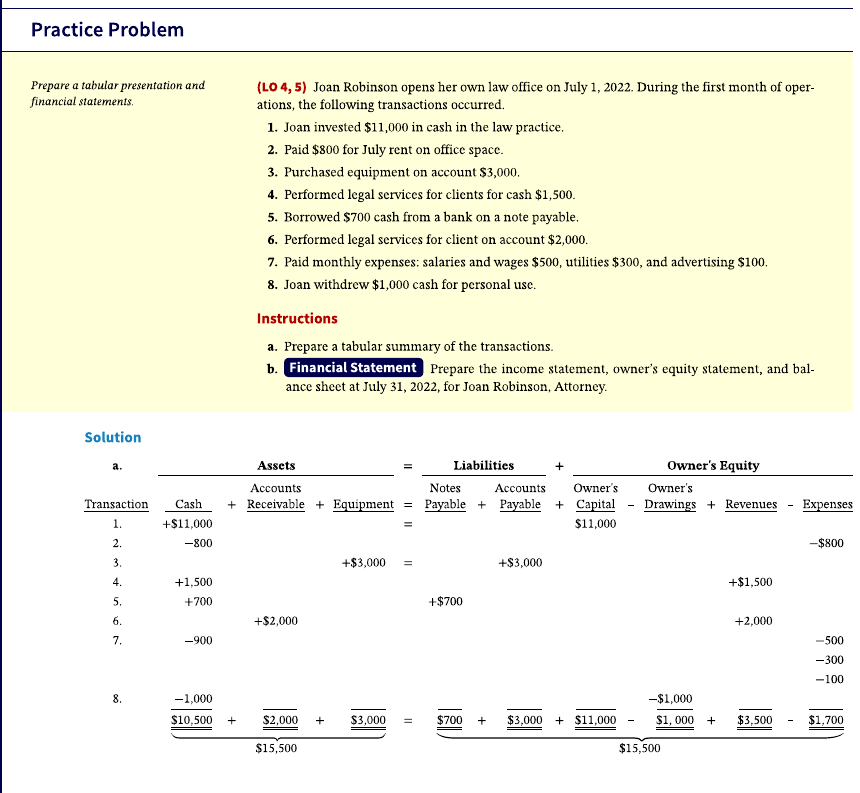 Practice Problem
Prepare a tabular presentation and
financial statements.
(LO 4, 5) Joan Robinson opens her own law office on July 1, 2022. During the first month of oper-
ations, the following transactions occurred.
1. Joan invested $11,000 in cash in the law practice.
2. Paid $800 for July rent on office space.
3. Purchased equipment on account $3,000.
4. Performed legal services for clients for cash $1,500.
5. Borrowed $700 cash from a bank on a note payable.
6. Performed legal services for client on account $2,000.
7. Paid monthly expenses: salaries and wages $500, utilities $300, and advertising $100.
8. Joan withdrew $1,000 cash for personal use.
Instructions
a. Prepare a tabular summary of the transactions.
b. Financial Statement Prepare the income statement, owner's equity statement, and bal-
ance sheet at July 31, 2022, for Joan Robinson, Attorney.
Solution
a. Assets = Liabilities + Owner's Equity
Accounts Notes Accounts Owner's Owner's
Transaction Cash + Receivable + Equipment = Payable + Payable + Capital – Drawings + Revenues – Expenses
1. +$11,000 = $11,000
2. –800 –$800
3. +$3,000 = +$3,000
4. +1,500 +$1,500
5. +700 +$700
6. +$2,000 +2,000
7. –900 –500
–300
–100
8. –1,000 –$1,000
$10,500 + $2,000 + $3,000 = $700 + $3,000 + $11,000 – $1, 000 + $3,500 – $1,700
$15,500 $15,500